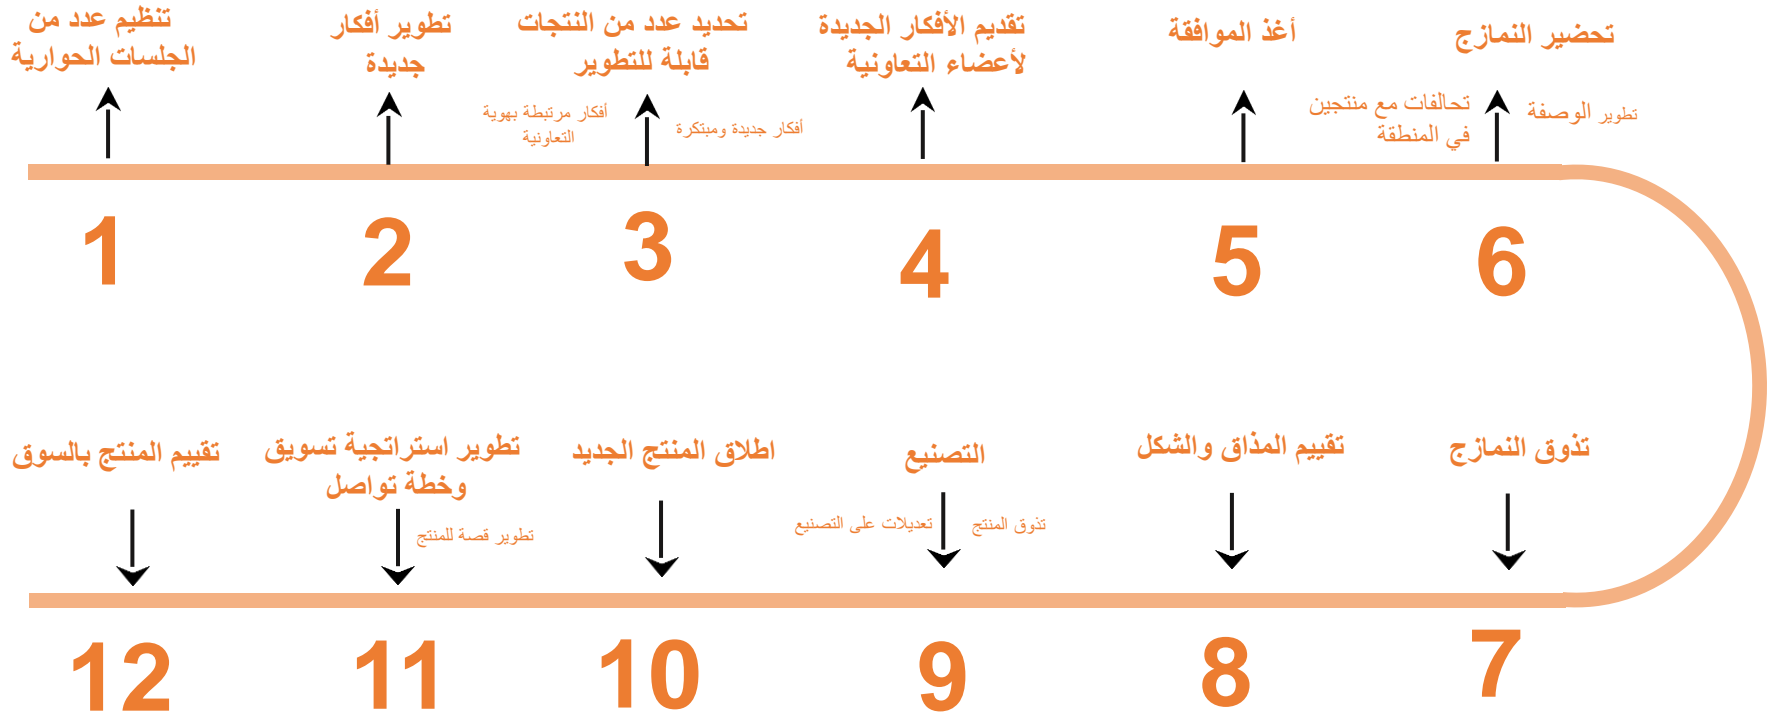 تنظيم عدد من
الجلسات الحوارية
1
تطوير أفكار
جديدة
2
تحديد عدد من النتجات
قابلة للتطوير
أفكار مرتبطة بهوية
التعاونية
أفكار جديدة ومبتكرة
3
تقديم الأفكار الجديدة
لأعضاء التعاونية
4
أغذ الموافقة
5
تحضير النمازج
تحالفات مع منتجين
في المنطقة
تطوير الوصفة
6
تذوق النمازج
7
تقييم المذاق والشكل
8
التصنيع
تذوق المنتج
تعديلات على التصنيع
9
اطلاق المنتج الجديد
10
تطوير استراتجية تسويق
وخطة تواصل
تطوير قصة للمنتج
11
تقييم المنتج بالسوق
12